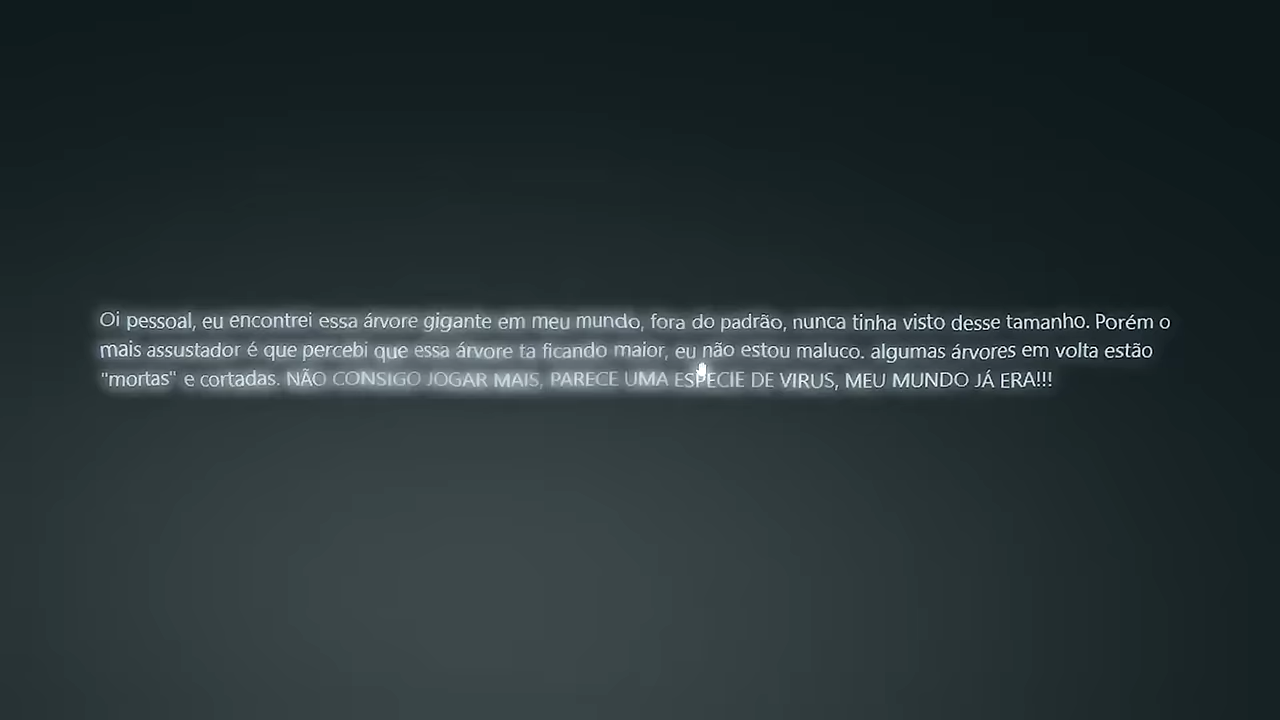 Oi pessoal, eu encontrei essa árvore gigante em meu mundo, fora do padrão, nunca tinha visto desse tamanho. Porém o
mais assustador é que percebi que essa árvore ta ficando maior, eu não estou maluco. algumas árvores em volta estão
"mortas" e cortadas. NÃO CONSIGO JOGAR MAIS, PARECE UMA ESPECIE DE VIRUS, MEU MUNDO JÁ ERA!!!